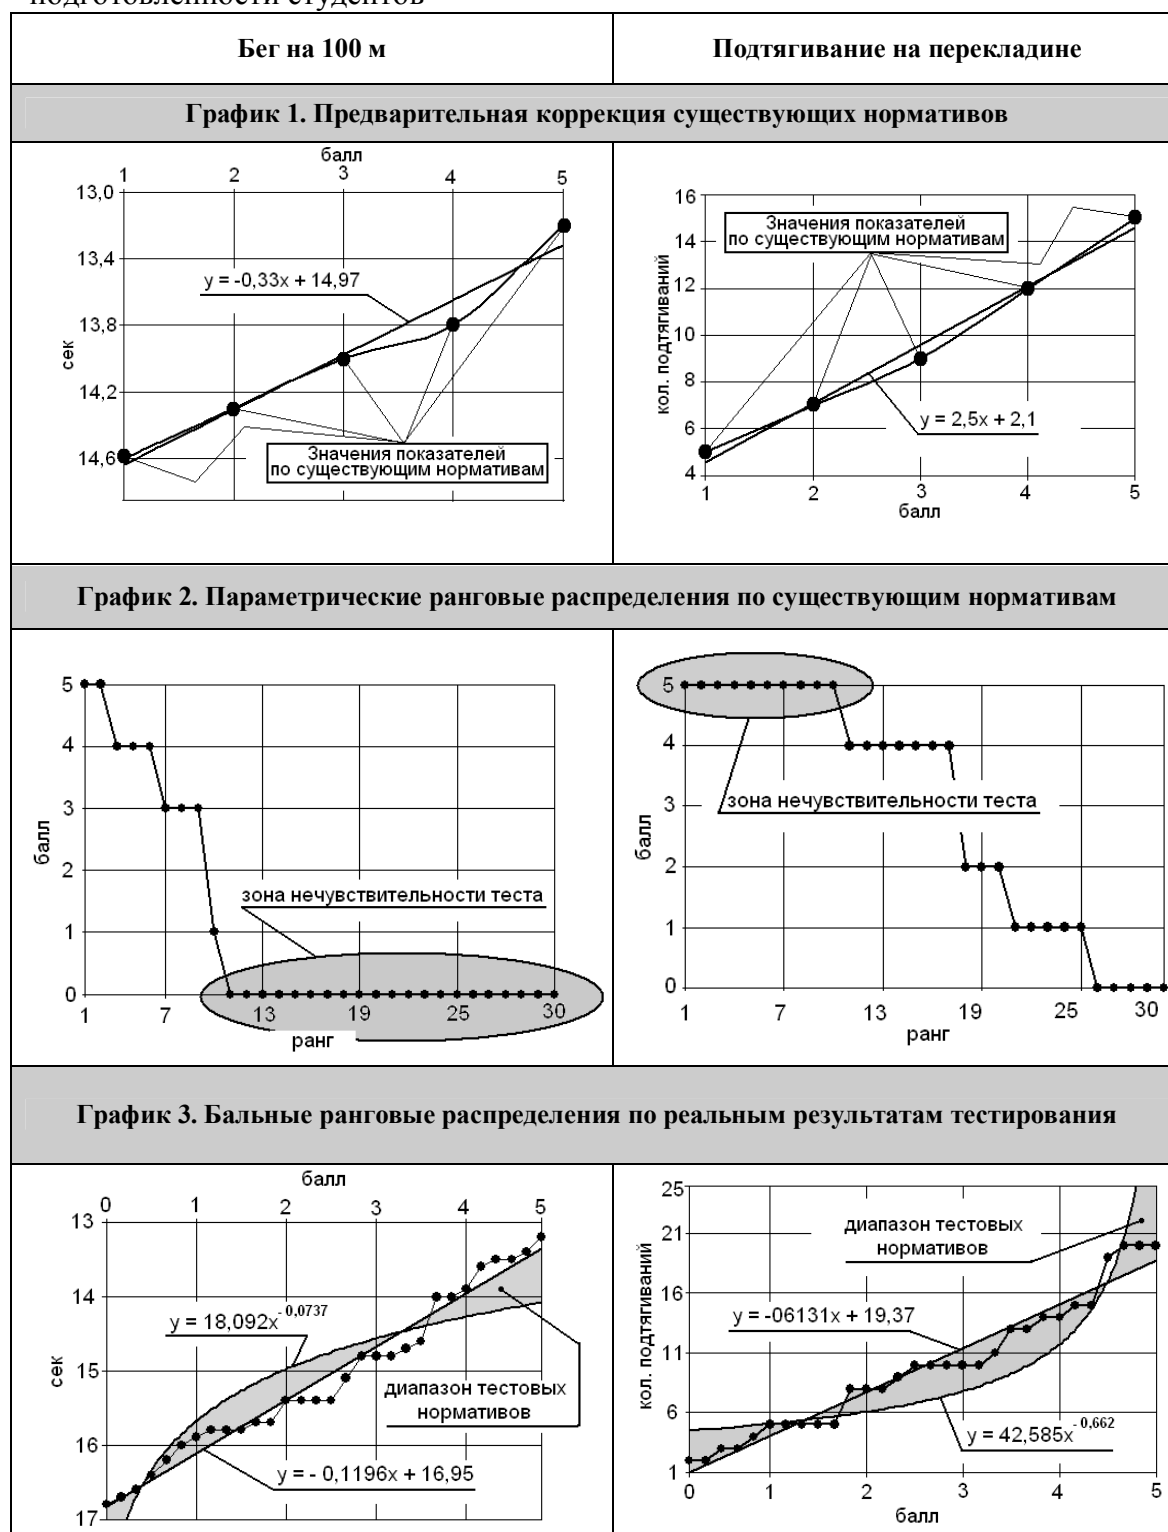 подготовленности студентов
Бег на 100 м
Подтягивание на перекладине
График 1. Предварительная коррекция существующих нормативов
балл
1 2 3 4 5
13,0
13,4
13,8
14,2
14,6
сек
y = -0,33x + 14,97
Значения показателей
по существующим нормативам
16
14
12
10
8
6
4
кол. подтягиваний
Значения показателей
по существующим нормативам
y = 2,5x + 2,1
1 2 3 4 5
балл
График 2. Параметрические ранговые распределения по существующим нормативам
5
4
3
2
1
0
балл
зона нечувствительности теста
1 7 13 19 25 30
ранг
5
4
3
2
1
0
балл
зона нечувствительности теста
1 7 13 19 25 30
ранг
График 3. Бальные ранговые распределения по реальным результатам тестирования
балл
0 1 2 3 4 5
13
14
15
16
17
сек
y = 18,092x^-0,0737
диапазон тестовых
нормативов
y = - 0,1196x + 16,95
25
21
16
11
6
1
кол. подтягиваний
диапазон тестовых
нормативов
y = -06131x + 19,37
y = 42,585x^-0,662
0 1 2 3 4 5
балл